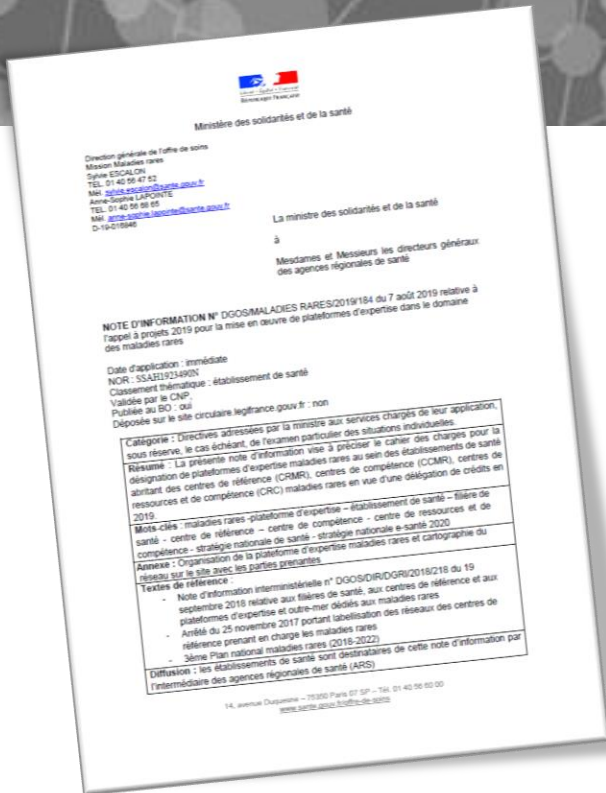 Liberté • Égalité • Fraternité
RÉPUBLIQUE FRANÇAISE
Ministère des solidarités et de la santé
Direction générale de l'offre de soins
Mission Maladies rares
Sylvie ESCALON
TEL. 01 40 56 47 52
Mél. sylvie.escalon@sante.gouv.fr
Anne-Sophie LAPOINTE
TEL. 01 40 56 68 65
Mél. anne-sophie.lapointe@sante.gouv.fr
D-19-016846
La ministre des solidarités et de la santé
à
Mesdames et Messieurs les directeurs généraux
des agences régionales de santé
NOTE D'INFORMATION N° DGOS/MALADIES RARES/2019/184 du 7 août 2019 relative à
l'appel à projets 2019 pour la mise en œuvre de plateformes d'expertise dans le domaine
des maladies rares
Date d'application : immédiate
NOR : SSAH1923490N
Classement thématique : établissement de santé
Validée par le CNP,
Publiée au BO : oui
Déposée sur le site circulaire.legifrance.gouv.fr : non
Catégorie : Directives adressées par la ministre aux services chargés de leur application,
sous réserve, le cas échéant, de l'examen particulier des situations individuelles.
Résumé : La présente note d'information vise à préciser le cahier des charges pour la
désignation de plateformes d'expertise maladies rares au sein des établissements de santé
abritant des centres de référence (CRMR), centres de compétence (CCMR), centres de
ressources et de compétence (CRC) maladies rares en vue d'une délégation de crédits en
2019.
Mots-clés : maladies rares -plateforme d'expertise – établissement de santé – filière de
santé - centre de référence – centre de compétence - centre de ressources et de
compétence - stratégie nationale de santé - stratégie nationale e-santé 2020
Annexe : Organisation de la plateforme d'expertise maladies rares et cartographie du
réseau sur le site avec les parties prenantes
Textes de référence :
- Note d'information interministérielle n° DGOS/DIR/DGRI/2018/218 du 19
septembre 2018 relative aux filières de santé, aux centres de référence et aux
plateformes d'expertise et outre-mer dédiés aux maladies rares
- Arrêté du 25 novembre 2017 portant labellisation des réseaux des centres de
référence prenant en charge les maladies rares
- 3ème Plan national maladies rares (2018-2022)
Diffusion : les établissements de santé sont destinataires de cette note d'information par
l'intermédiaire des agences régionales de santé (ARS)
14, avenue Duquesne – 75350 Paris 07 SP – Tél. 01 40 56 60 00
www.sante.gouv.fr/offre-de-soins